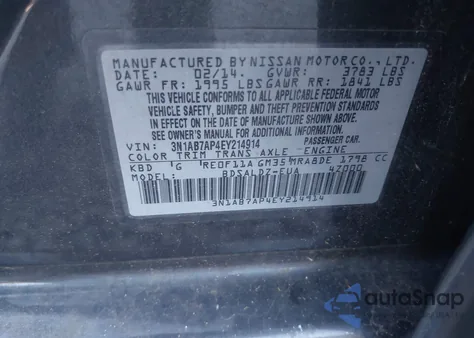 MANUFACTURED BY NISSAN MOTOR CO., LTD.
DATE: 02/14. GVWR: 3783 LBS
GAWR FR: 1995 LBS GAWR RR: 1841 LBS
THIS VEHICLE CONFORMS TO ALL APPLICABLE FEDERAL MOTOR
VEHICLE SAFETY, BUMPER AND THEFT PREVENTION STANDARDS
IN EFFECT ON THE DATE OF MANUFACTURE SHOWN ABOVE.
SEE OWNER'S MANUAL FOR ADDITIONAL INFORMATION
PASSENGER CAR.
VIN: 3N1AB7AP4EY214914
COLOR TRIM TRANS AXLE ENGINE
KBD G RE0F11A GM35 MRA8DE 1798 CC
BDSALDZ-EUA 4Z000
3N1AB7AP4EY214914
autoSnap